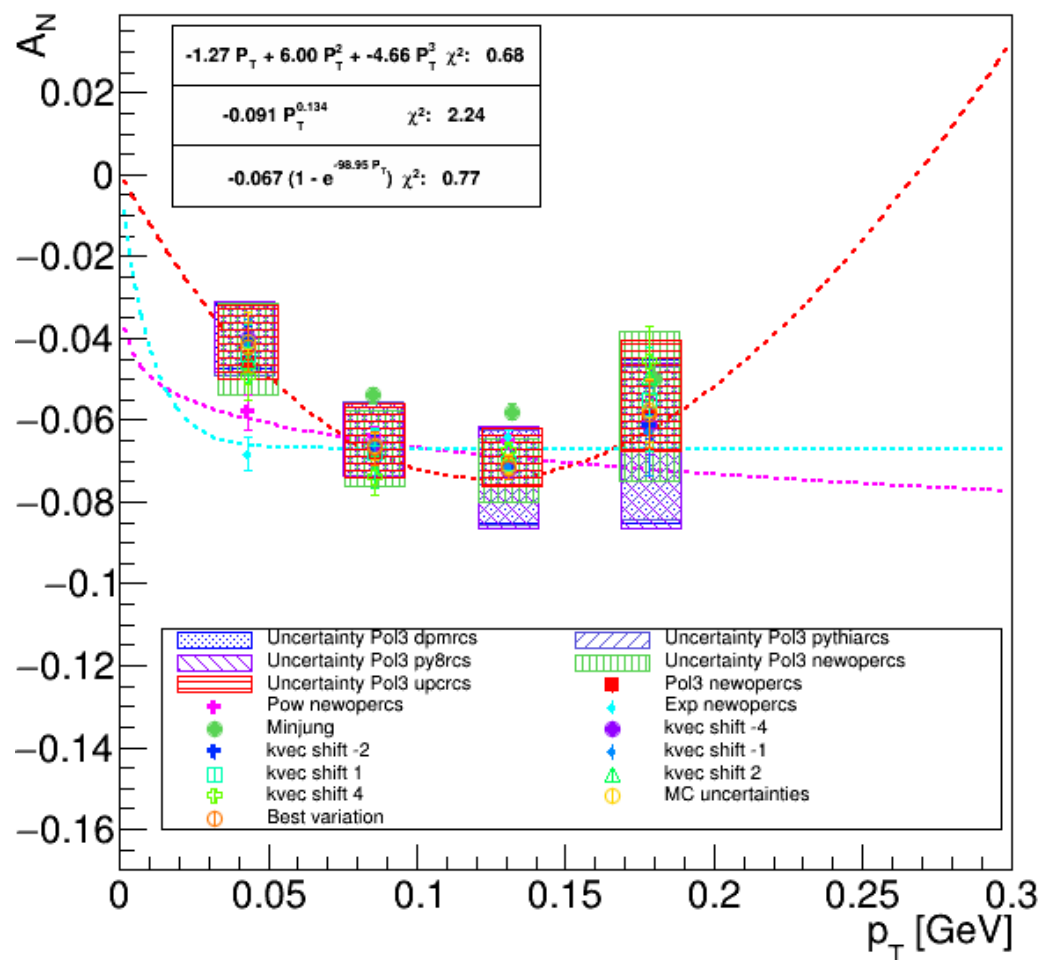 A_N
-1.27 P_T + 6.00 P_T^2 + -4.66 P_T^3 χ²: 0.68
-0.091 P_T^0.134 χ²: 2.24
-0.067 (1 - e^-98.95 P_T) χ²: 0.77
0.02
0
−0.02
−0.04
−0.06
−0.08
−0.1
−0.12
−0.14
−0.16
Uncertainty Pol3 dpmrcs
Uncertainty Pol3 pythiarcs
Uncertainty Pol3 py8rcs
Uncertainty Pol3 newopercs
Uncertainty Pol3 upcrcs
Pol3 newopercs
Pow newopercs
Exp newopercs
Minjung
kvec shift -4
kvec shift -2
kvec shift -1
kvec shift 1
kvec shift 2
kvec shift 4
MC uncertainties
Best variation
0 0.05 0.1 0.15 0.2 0.25 0.3
p_T [GeV]